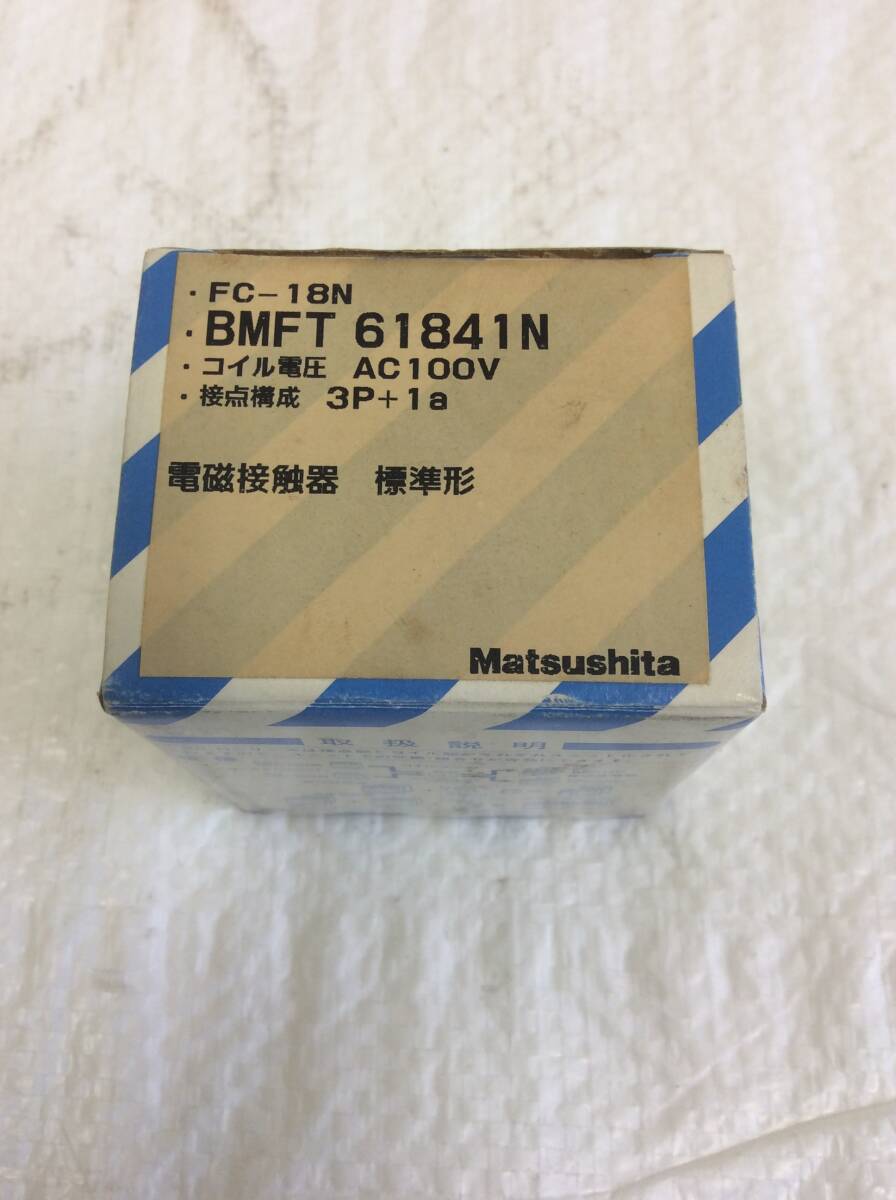 ・FC-18N
・BMFT 61841N
・コイル電圧 AC100V
・接点構成 3P+1a
電磁接触器 標準形
Matsushita
取扱説明